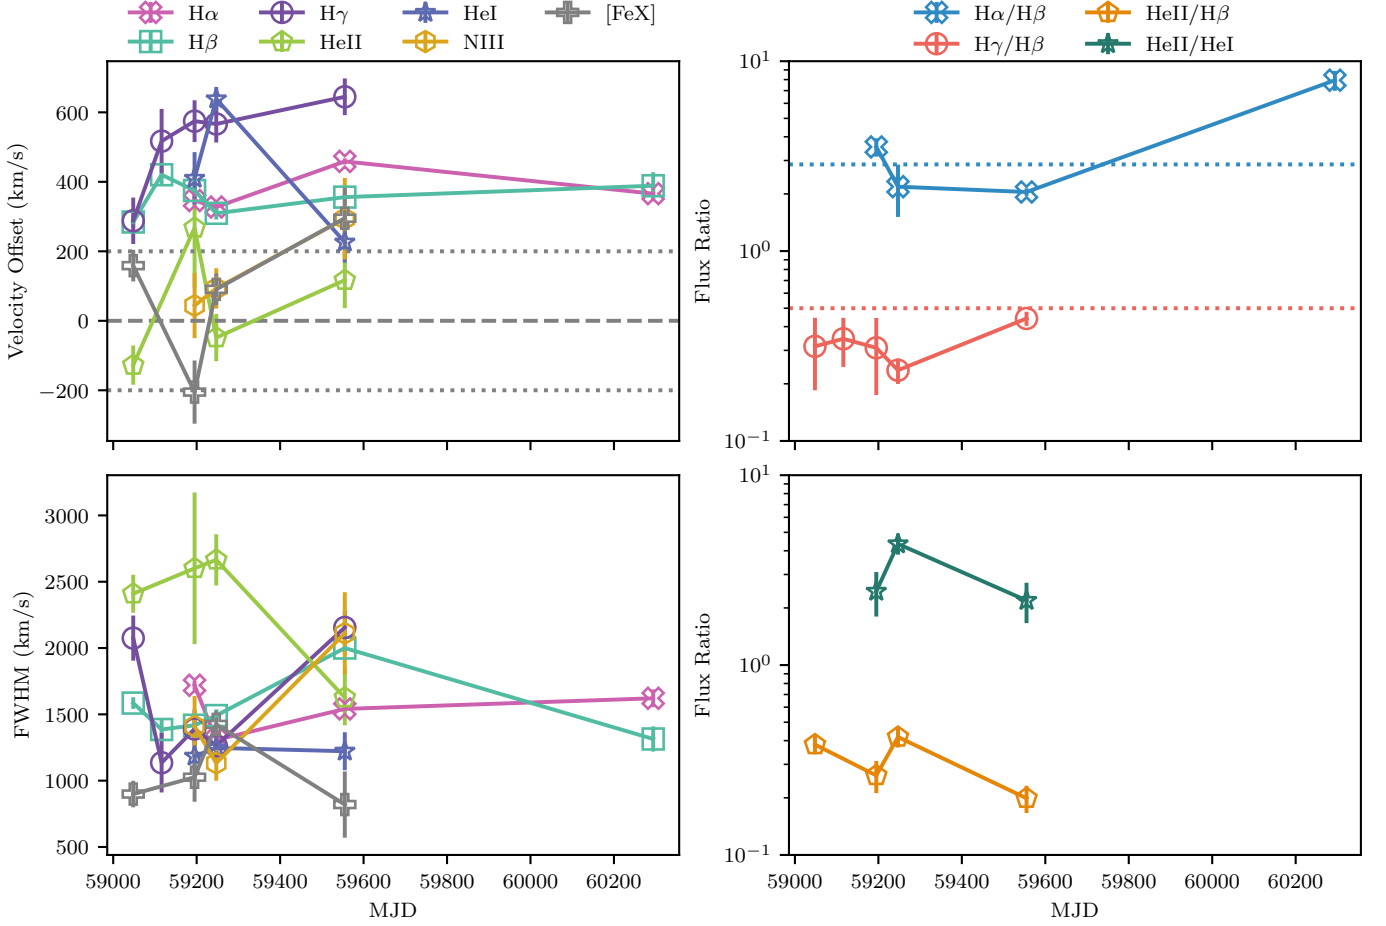 Hα Hγ HeI [FeX]
Hβ HeII NIII
Hα/Hβ HeII/Hβ
Hγ/Hβ HeII/HeI
Velocity Offset (km/s)
600
400
200
0
−200
Flux Ratio
10¹
10⁰
10⁻¹
FWHM (km/s)
3000
2500
2000
1500
1000
500
59000 59200 59400 59600 59800 60000 60200
MJD
Flux Ratio
10¹
10⁰
10⁻¹
59000 59200 59400 59600 59800 60000 60200
MJD